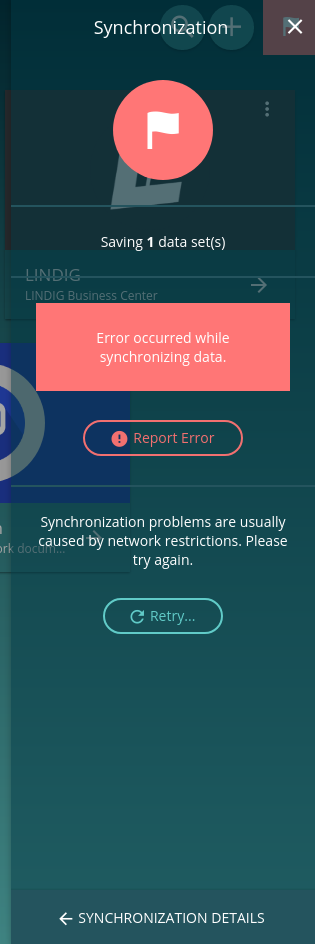 Synchronization
Saving 1 data set(s)
LINDIG
LINDIG Business Center
Error occurred while
synchronizing data.
Report Error
Synchronization problems are usually
caused by network restrictions. Please
try again.
rk docum...
Retry...
SYNCHRONIZATION DETAILS